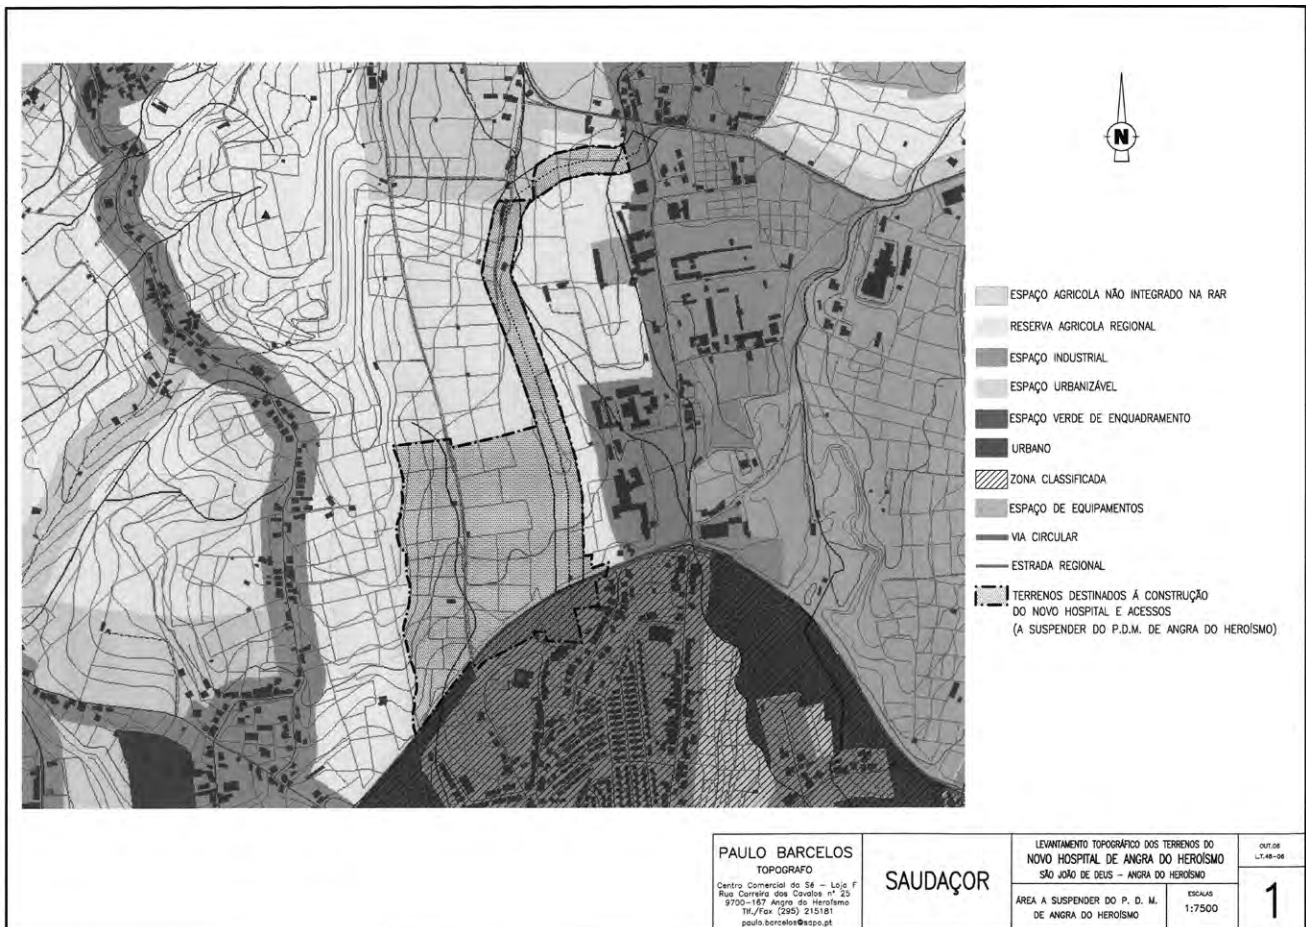 N
ESPAÇO AGRICOLA NÃO INTEGRADO NA RAR
RESERVA AGRICOLA REGIONAL
ESPAÇO INDUSTRIAL
ESPAÇO URBANIZÁVEL
ESPAÇO VERDE DE ENQUADRAMENTO
URBANO
ZONA CLASSIFICADA
ESPAÇO DE EQUIPAMENTOS
VIA CIRCULAR
ESTRADA REGIONAL
TERRENOS DESTINADOS Á CONSTRUÇÃO
DO NOVO HOSPITAL E ACESSOS
(A SUSPENDER DO P.D.M. DE ANGRA DO HEROÍSMO)
PAULO BARCELOS
TOPOGRAFO
Centro Comercial da Sé - Loja F
Rua Carreira dos Cavalos nº 25
9700-167 Angra do Heroísmo
Tlf./Fax (295) 215181
paulo.barcelos@sapo.pt
SAUDAÇOR
LEVANTAMENTO TOPOGRÁFICO DOS TERRENOS DO
NOVO HOSPITAL DE ANGRA DO HEROÍSMO
SÃO JOÃO DE DEUS - ANGRA DO HEROÍSMO
ÁREA A SUSPENDER DO P. D. M.
DE ANGRA DO HEROÍSMO
ESCALAS
1:7500
OUT.06
L.T.48-06
1